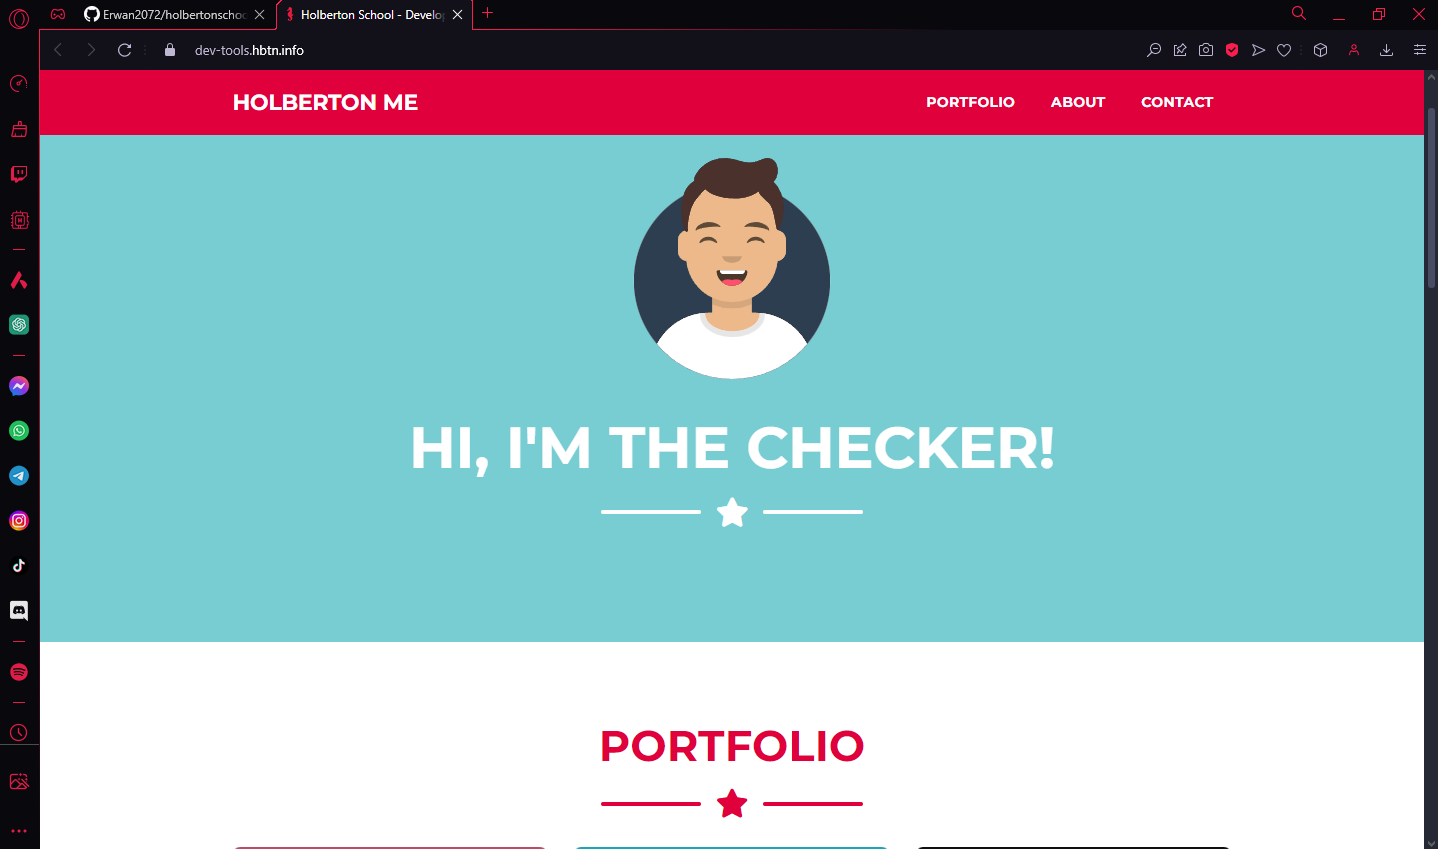 Erwan2072/holbertonschoo
Holberton School - Develop
dev-tools.hbtn.info
HOLBERTON ME
PORTFOLIO
ABOUT
CONTACT
HI, I'M THE CHECKER!
PORTFOLIO